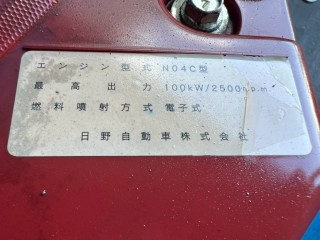 エンジン型式 N04C型
最高出力 100kW/2500r.p.m.
燃料噴射方式 電子式
日野自動車株式会社